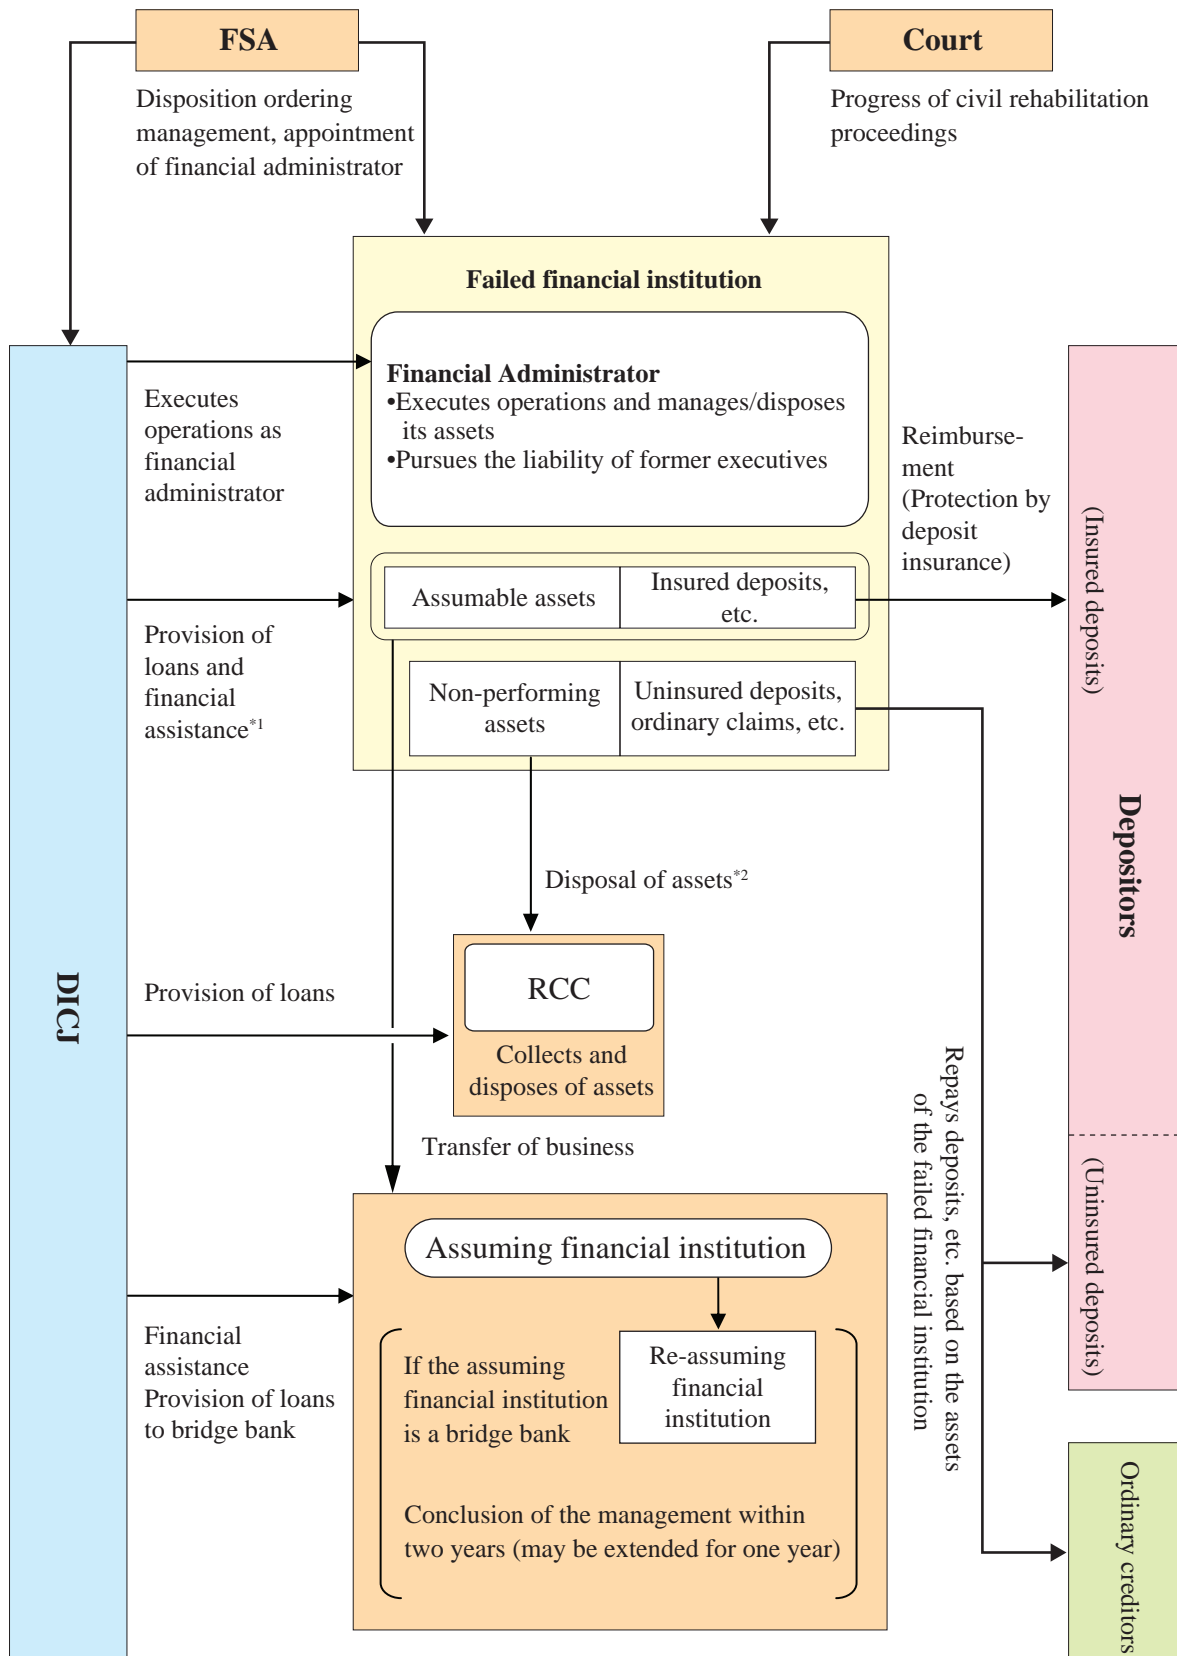 FSA
Court
Disposition ordering
management, appointment
of financial administrator
Progress of civil rehabilitation
proceedings
Failed financial institution
Financial Administrator
•Executes operations and manages/disposes
its assets
•Pursues the liability of former executives
Executes
operations as
financial
administrator
Reimburse-
ment
(Protection by
deposit
insurance)
(Insured deposits)
Assumable assets
Insured deposits,
etc.
Provision of
loans and
financial
assistance*1
Non-performing
assets
Uninsured deposits,
ordinary claims, etc.
Depositors
Disposal of assets*2
DICJ
Provision of loans
RCC
Collects and
disposes of assets
Repays deposits, etc. based on the assets
of the failed financial institution
Transfer of business
(Uninsured deposits)
Assuming financial institution
Financial
assistance
Provision of loans
to bridge bank
If the assuming
financial institution
is a bridge bank
Re-assuming
financial
institution
Conclusion of the management within
two years (may be extended for one year)
Ordinary creditors